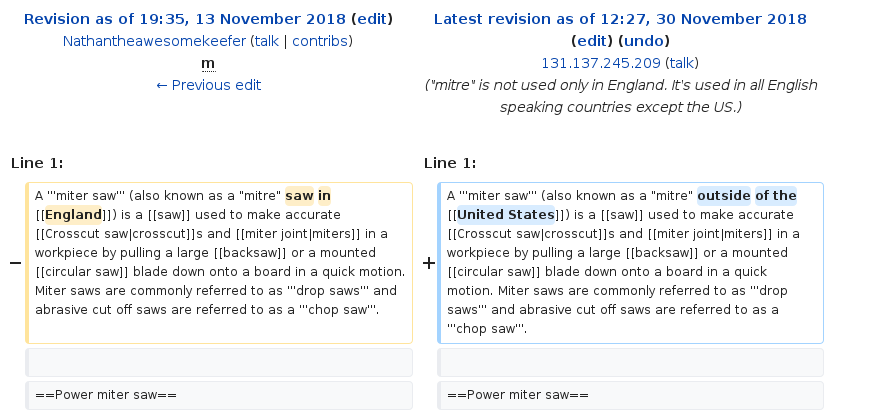 Revision as of 19:35, 13 November 2018 (edit)
Nathantheawesomekeefer (talk | contribs)
m
← Previous edit
Latest revision as of 12:27, 30 November 2018
(edit) (undo)
131.137.245.209 (talk)
("mitre" is not used only in England. It's used in all English
speaking countries except the US.)
Line 1:
Line 1:
−
A '''miter saw''' (also known as a "mitre" saw in
[[England]]) is a [[saw]] used to make accurate
[[Crosscut saw|crosscut]]s and [[miter joint|miters]] in a
workpiece by pulling a large [[backsaw]] or a mounted
[[circular saw]] blade down onto a board in a quick motion.
Miter saws are commonly referred to as '''drop saws''' and
abrasive cut off saws are referred to as a '''chop saw'''.
+
A '''miter saw''' (also known as a "mitre" outside of the
[[United States]]) is a [[saw]] used to make accurate
[[Crosscut saw|crosscut]]s and [[miter joint|miters]] in a
workpiece by pulling a large [[backsaw]] or a mounted
[[circular saw]] blade down onto a board in a quick
motion. Miter saws are commonly referred to as '''drop
saws''' and abrasive cut off saws are referred to as a
'''chop saw'''.
==Power miter saw==
==Power miter saw==